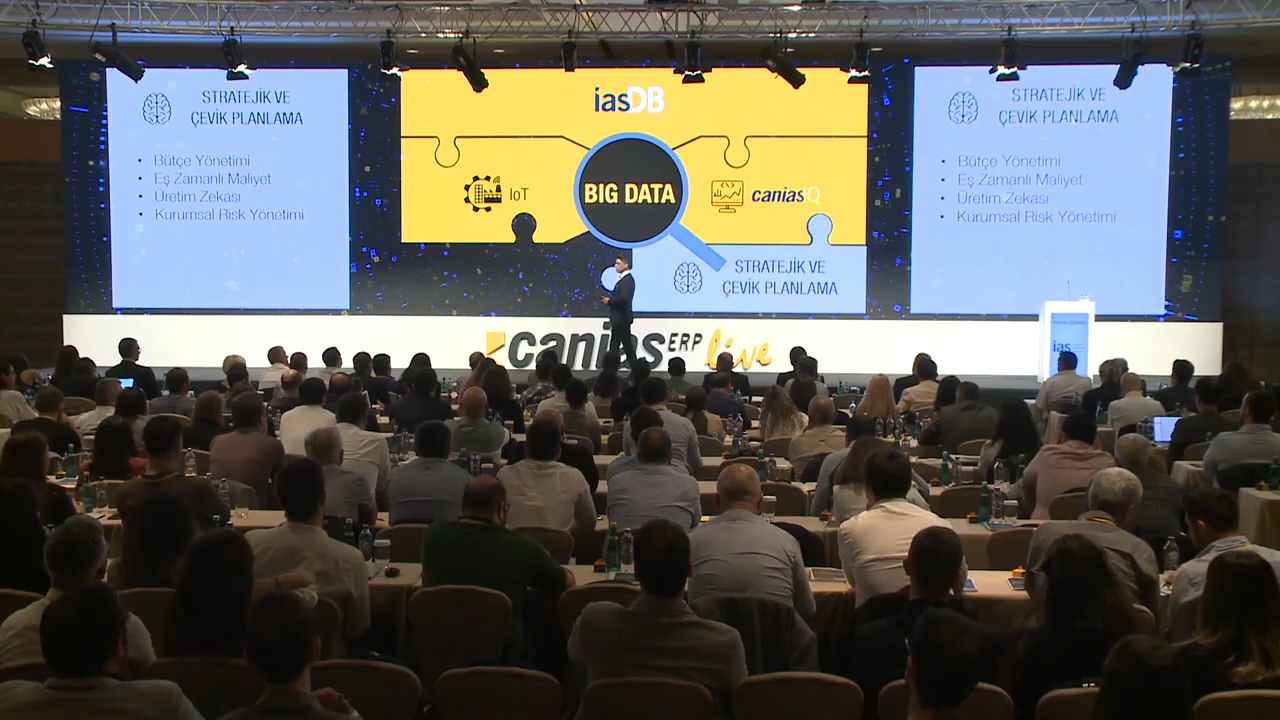 STRATEJİK VE
ÇEVİK PLANLAMA
• Bütçe Yönetimi
• Eş Zamanlı Maliyet
• Üretim Zekası
• Kurumsal Risk Yönetimi
iasDB
IoT
BIG DATA
caniasIQ
STRATEJİK VE
ÇEVİK PLANLAMA
STRATEJİK VE
ÇEVİK PLANLAMA
• Bütçe Yönetimi
• Eş Zamanlı Maliyet
• Üretim Zekası
• Kurumsal Risk Yönetimi
caniasERP live
ias